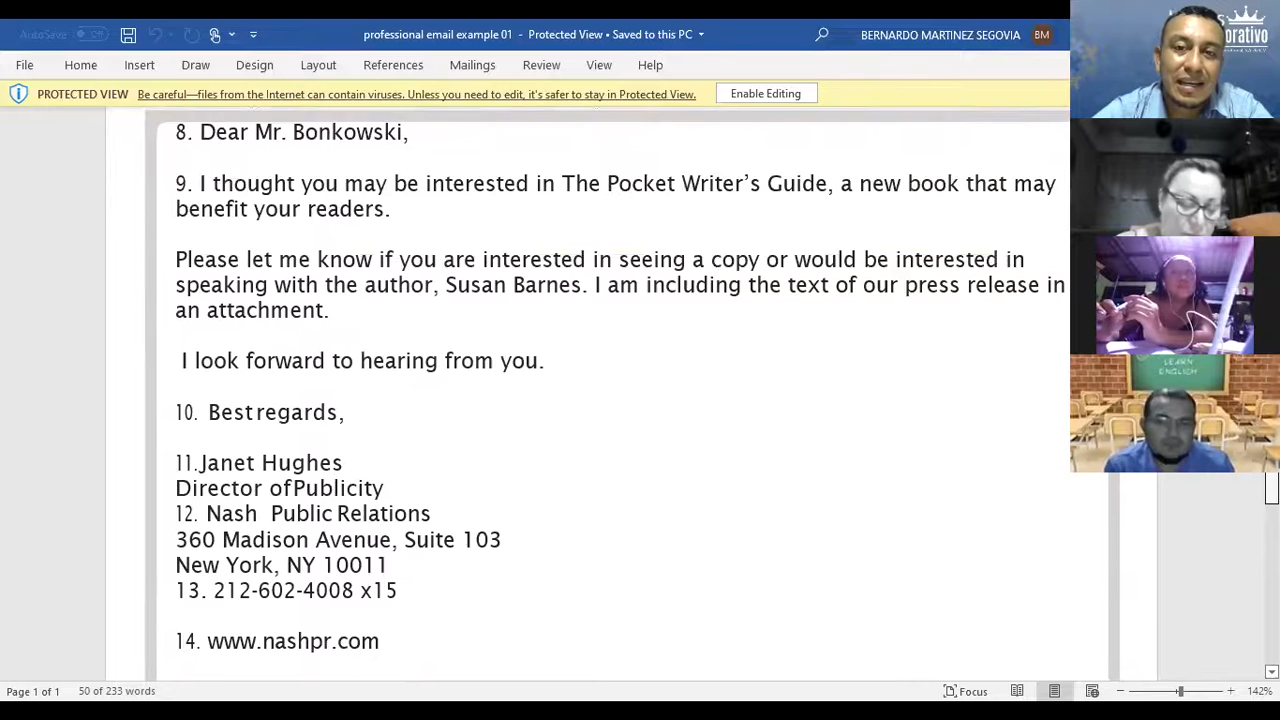 AutoSave Off professional email example 01 - Protected View • Saved to this PC BERNARDO MARTINEZ SEGOVIA BM
File Home Insert Draw Design Layout References Mailings Review View Help
PROTECTED VIEW Be careful—files from the Internet can contain viruses. Unless you need to edit, it's safer to stay in Protected View. Enable Editing
8. Dear Mr. Bonkowski,
9. I thought you may be interested in The Pocket Writer’s Guide, a new book that may
benefit your readers.
Please let me know if you are interested in seeing a copy or would be interested in
speaking with the author, Susan Barnes. I am including the text of our press release in
an attachment.
I look forward to hearing from you.
10. Best regards,
11.Janet Hughes
Director ofPublicity
12. Nash Public Relations
360 Madison Avenue, Suite 103
New York, NY 10011
13. 212-602-4008 x15
14. www.nashpr.com
Page 1 of 1 50 of 233 words Focus 142%
LEARN
ENGLISH